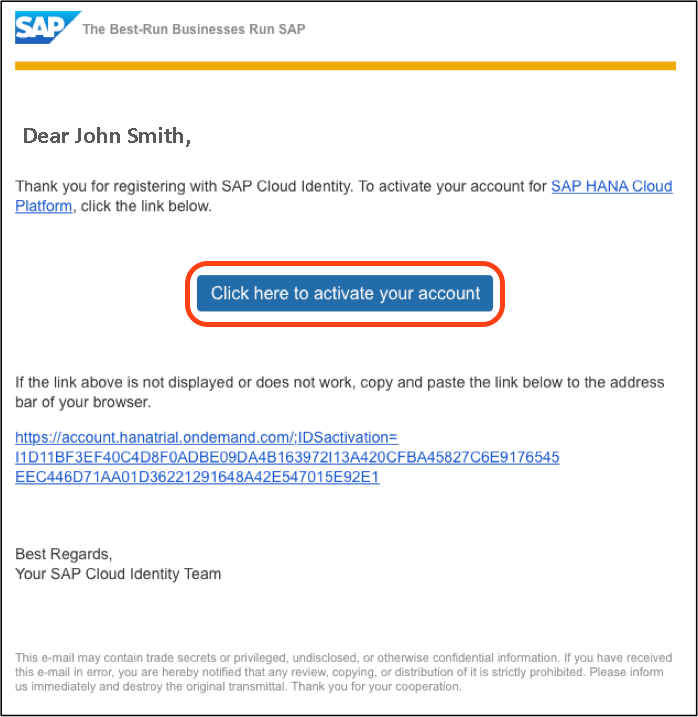 SAP The Best-Run Businesses Run SAP
Dear John Smith,
Thank you for registering with SAP Cloud Identity. To activate your account for SAP HANA Cloud
Platform, click the link below.
Click here to activate your account
If the link above is not displayed or does not work, copy and paste the link below to the address
bar of your browser.
https://account.hanatrial.ondemand.com/;IDSactivation=
I1D11BF3EF40C4D8F0ADBE09DA4B163972I13A420CFBA45827C6E9176545
EEC446D71AA01D36221291648A42E547015E92E1
Best Regards,
Your SAP Cloud Identity Team
This e-mail may contain trade secrets or privileged, undisclosed, or otherwise confidential information. If you have received
this e-mail in error, you are hereby notified that any review, copying, or distribution of it is strictly prohibited. Please inform
us immediately and destroy the original transmittal. Thank you for your cooperation.